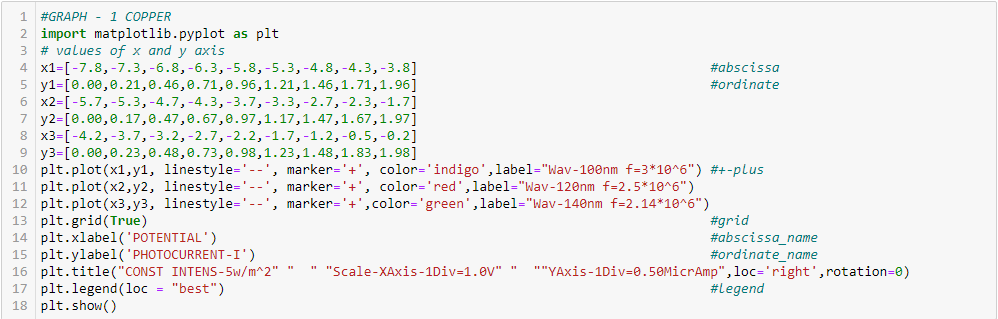 1 #GRAPH - 1 COPPER
2 import matplotlib.pyplot as plt
3 # values of x and y axis
4 x1=[-7.8,-7.3,-6.8,-6.3,-5.8,-5.3,-4.8,-4.3,-3.8] #abscissa
5 y1=[0.00,0.21,0.46,0.71,0.96,1.21,1.46,1.71,1.96] #ordinate
6 x2=[-5.7,-5.3,-4.7,-4.3,-3.7,-3.3,-2.7,-2.3,-1.7]
7 y2=[0.00,0.17,0.47,0.67,0.97,1.17,1.47,1.67,1.97]
8 x3=[-4.2,-3.7,-3.2,-2.7,-2.2,-1.7,-1.2,-0.5,-0.2]
9 y3=[0.00,0.23,0.48,0.73,0.98,1.23,1.48,1.83,1.98]
10 plt.plot(x1,y1, linestyle='--', marker='+', color='indigo',label="Wav-100nm f=3*10^6") #+-plus
11 plt.plot(x2,y2, linestyle='--', marker='+', color='red',label="Wav-120nm f=2.5*10^6")
12 plt.plot(x3,y3, linestyle='--', marker='+',color='green',label="Wav-140nm f=2.14*10^6")
13 plt.grid(True) #grid
14 plt.xlabel('POTENTIAL') #abscissa_name
15 plt.ylabel('PHOTOCURRENT-I') #ordinate_name
16 plt.title("CONST INTENS-5w/m^2" "  " "Scale-XAxis-1Div=1.0V" "  ""YAxis-1Div=0.50MicrAmp",loc='right',rotation=0)
17 plt.legend(loc = "best") #legend
18 plt.show()